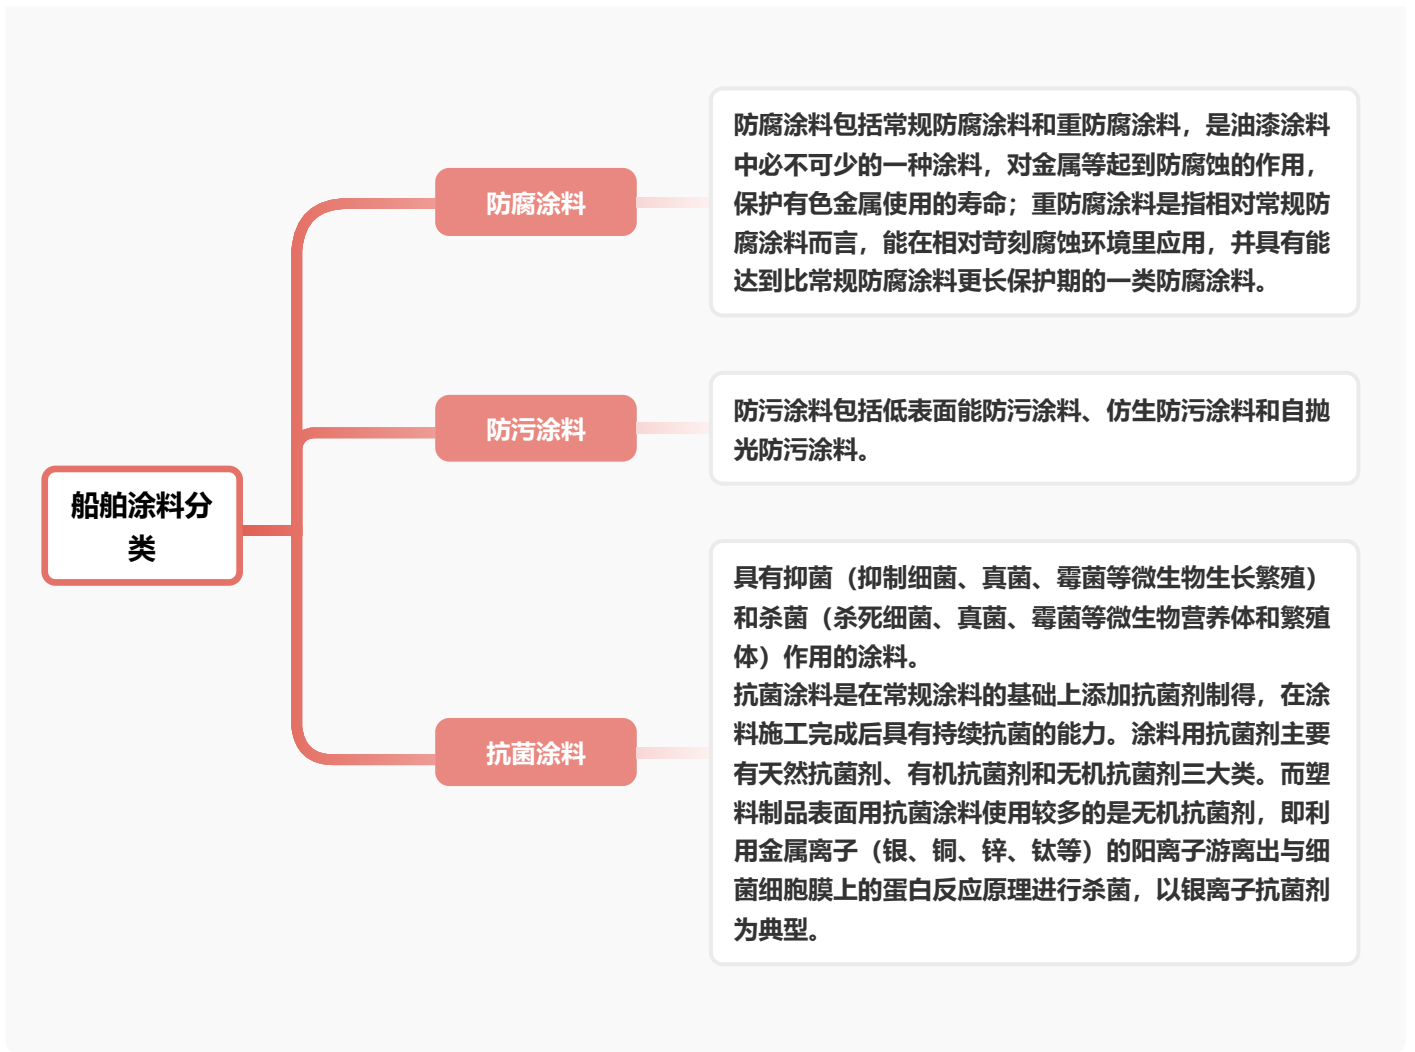 船舶涂料分
类
防腐涂料
防腐涂料包括常规防腐涂料和重防腐涂料，是油漆涂料
中必不可少的一种涂料，对金属等起到防腐蚀的作用，
保护有色金属使用的寿命；重防腐涂料是指相对常规防
腐涂料而言，能在相对苛刻腐蚀环境里应用，并具有能
达到比常规防腐涂料更长保护期的一类防腐涂料。
防污涂料
防污涂料包括低表面能防污涂料、仿生防污涂料和自抛
光防污涂料。
抗菌涂料
具有抑菌（抑制细菌、真菌、霉菌等微生物生长繁殖）
和杀菌（杀死细菌、真菌、霉菌等微生物营养体和繁殖
体）作用的涂料。
抗菌涂料是在常规涂料的基础上添加抗菌剂制得，在涂
料施工完成后具有持续抗菌的能力。涂料用抗菌剂主要
有天然抗菌剂、有机抗菌剂和无机抗菌剂三大类。而塑
料制品表面用抗菌涂料使用较多的是无机抗菌剂，即利
用金属离子（银、铜、锌、钛等）的阳离子游离出与细
菌细胞膜上的蛋白反应原理进行杀菌，以银离子抗菌剂
为典型。